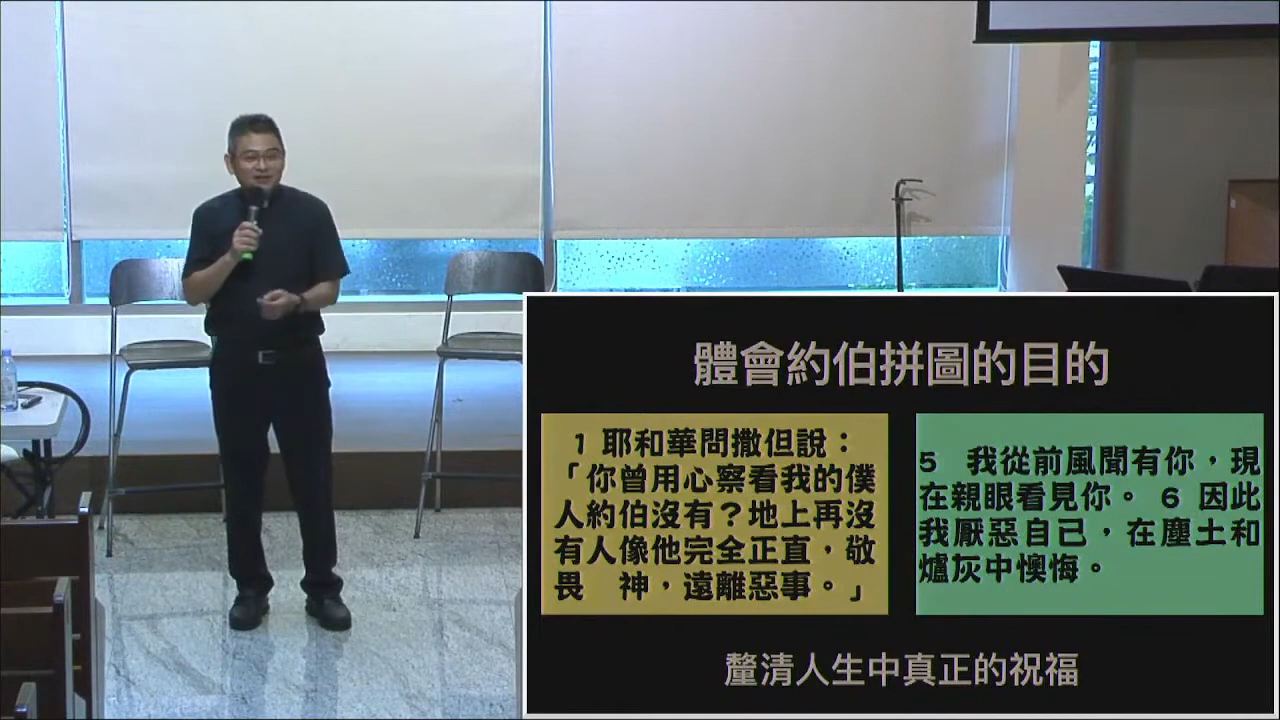 體會約伯拼圖的目的
1 耶和華問撒但說：
「你曾用心察看我的僕
人約伯沒有？地上再沒
有人像他完全正直，敬
畏　神，遠離惡事。」
5　我從前風聞有你，現
在親眼看見你。 6 因此
我厭惡自己，在塵土和
爐灰中懊悔。
釐清人生中真正的祝福